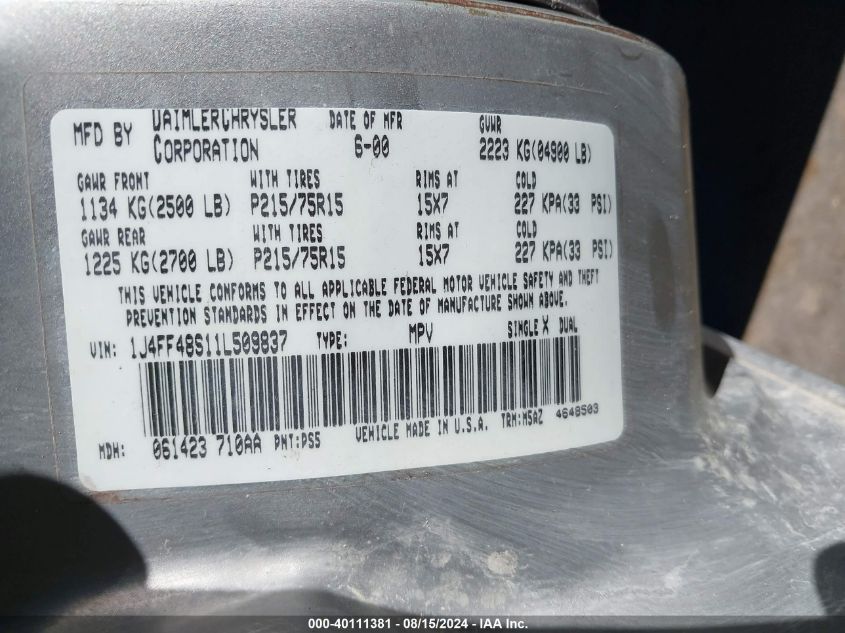 MFD BY DAIMLERCHRYSLER CORPORATION DATE OF MFR 6-00 GVWR 2223 KG(04900 LB)
GAWR FRONT WITH TIRES RIMS AT COLD
1134 KG(2500 LB) P215/75R15 15X7 227 KPA(33 PSI)
GAWR REAR WITH TIRES RIMS AT COLD
1225 KG(2700 LB) P215/75R15 15X7 227 KPA(33 PSI)
THIS VEHICLE CONFORMS TO ALL APPLICABLE FEDERAL MOTOR VEHICLE SAFETY AND THEFT
PREVENTION STANDARDS IN EFFECT ON THE DATE OF MANUFACTURE SHOWN ABOVE.
VIN: 1J4FF48S11L509837 TYPE: MPV SINGLE X DUAL
MDH: 061423 710AA PNT:PS5 VEHICLE MADE IN U.S.A. TRM:M5AZ 4648503
000-40111381 - 08/15/2024 - IAA Inc.